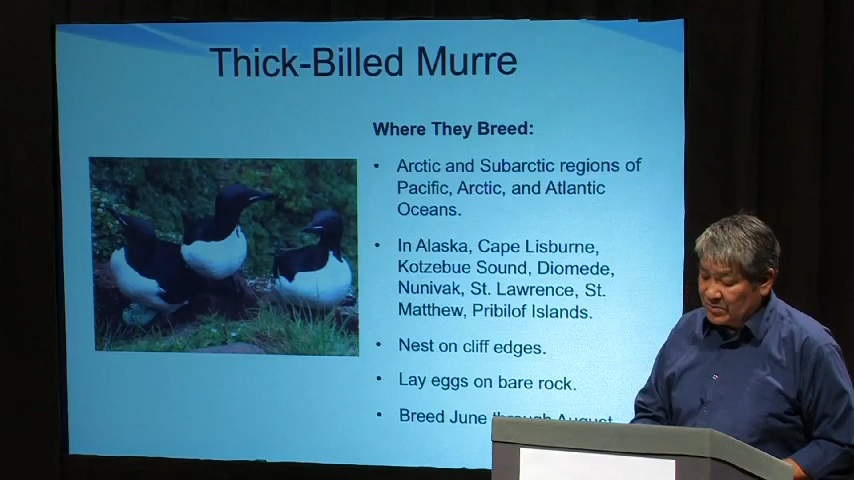 Thick-Billed Murre
Where They Breed:
• Arctic and Subarctic regions of
Pacific, Arctic, and Atlantic
Oceans.
• In Alaska, Cape Lisburne,
Kotzebue Sound, Diomede,
Nunivak, St. Lawrence, St.
Matthew, Pribilof Islands.
• Nest on cliff edges.
• Lay eggs on bare rock.
• Breed June through August